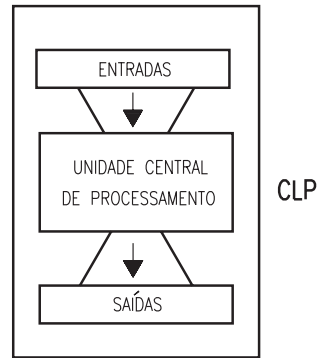 ENTRADAS
UNIDADE CENTRAL
DE PROCESSAMENTO
CLP
SAÍDAS